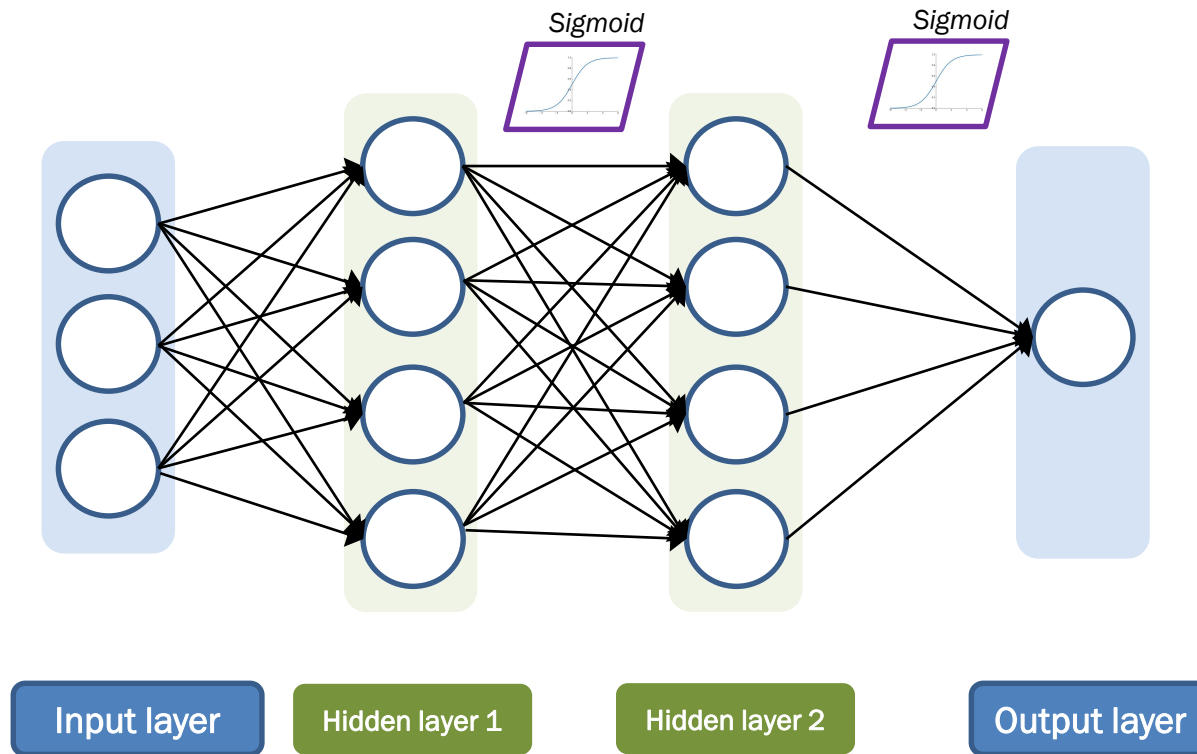 Sigmoid
Sigmoid
Input layer
Hidden layer 1
Hidden layer 2
Output layer